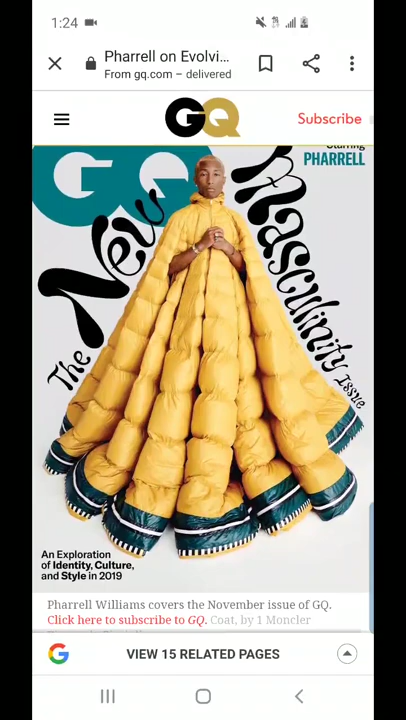 1:24
Pharrell on Evolvi...
From gq.com – delivered
GQ
Subscribe
GQ
Starring
PHARRELL
The New
Masculinity Issue
An Exploration
of Identity, Culture,
and Style in 2019
Pharrell Williams covers the November issue of GQ.
Click here to subscribe to GQ. Coat, by 1 Moncler
VIEW 15 RELATED PAGES